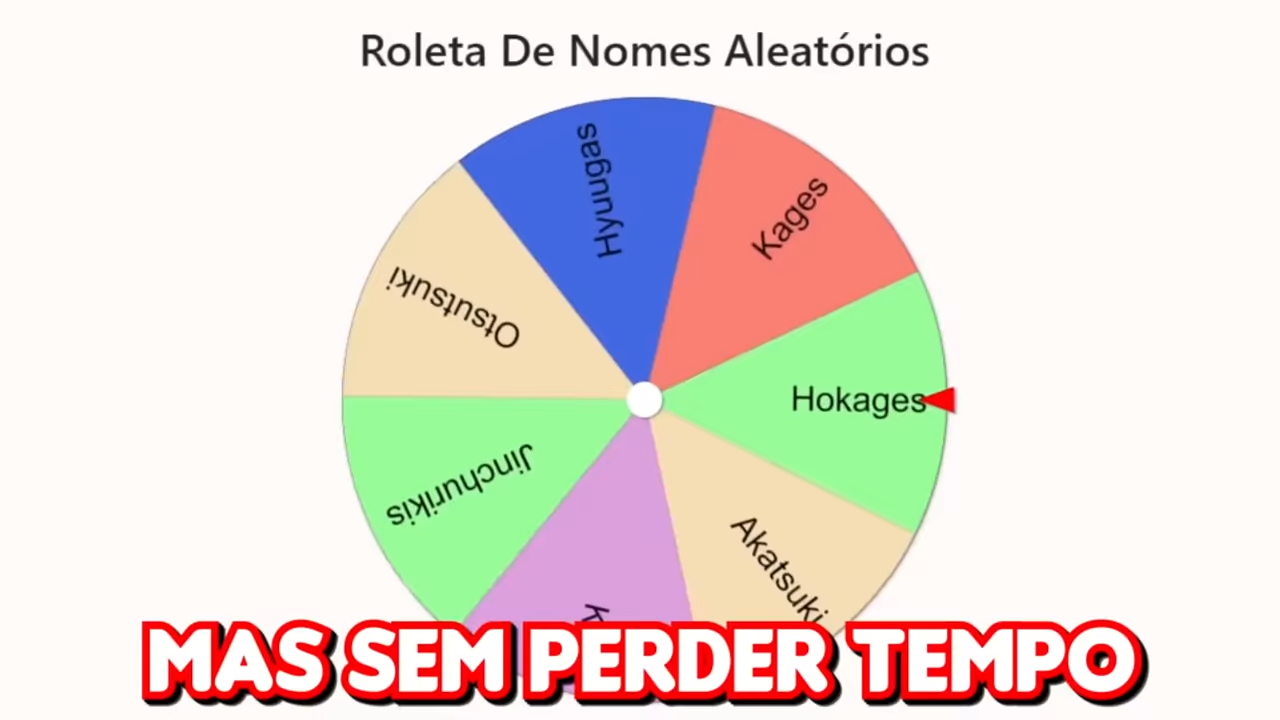 Roleta De Nomes Aleatórios
Hyuugas
Kages
Otsutsuki
Hokages
Jinchurikis
Akatsuki
MAS SEM PERDER TEMPO